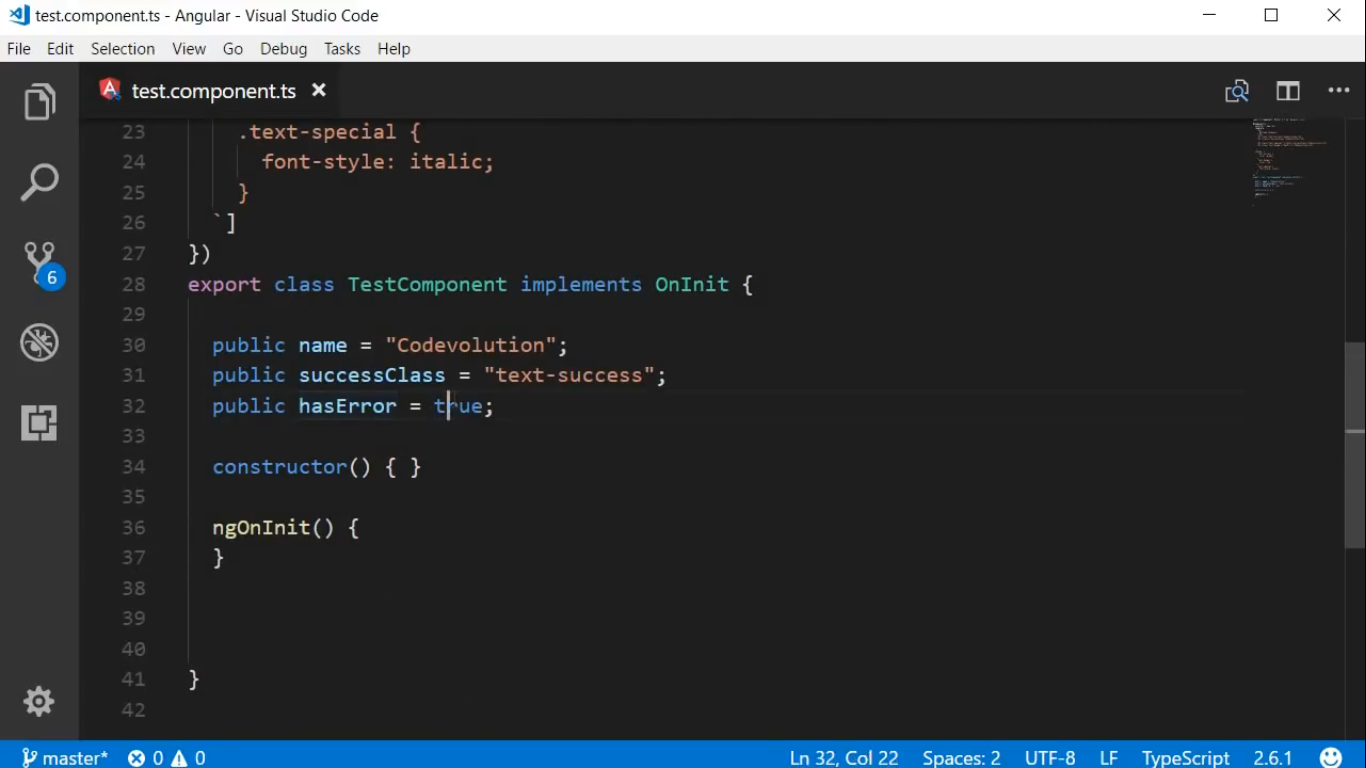 test.component.ts - Angular - Visual Studio Code
File Edit Selection View Go Debug Tasks Help
test.component.ts
23 .text-special {
24 font-style: italic;
25 }
26 `]
27 })
28 export class TestComponent implements OnInit {
29
30 public name = "Codevolution";
31 public successClass = "text-success";
32 public hasError = true;
33
34 constructor() { }
35
36 ngOnInit() {
37 }
38
39
40
41 }
42
6
master* 0 0 Ln 32, Col 22 Spaces: 2 UTF-8 LF TypeScript 2.6.1